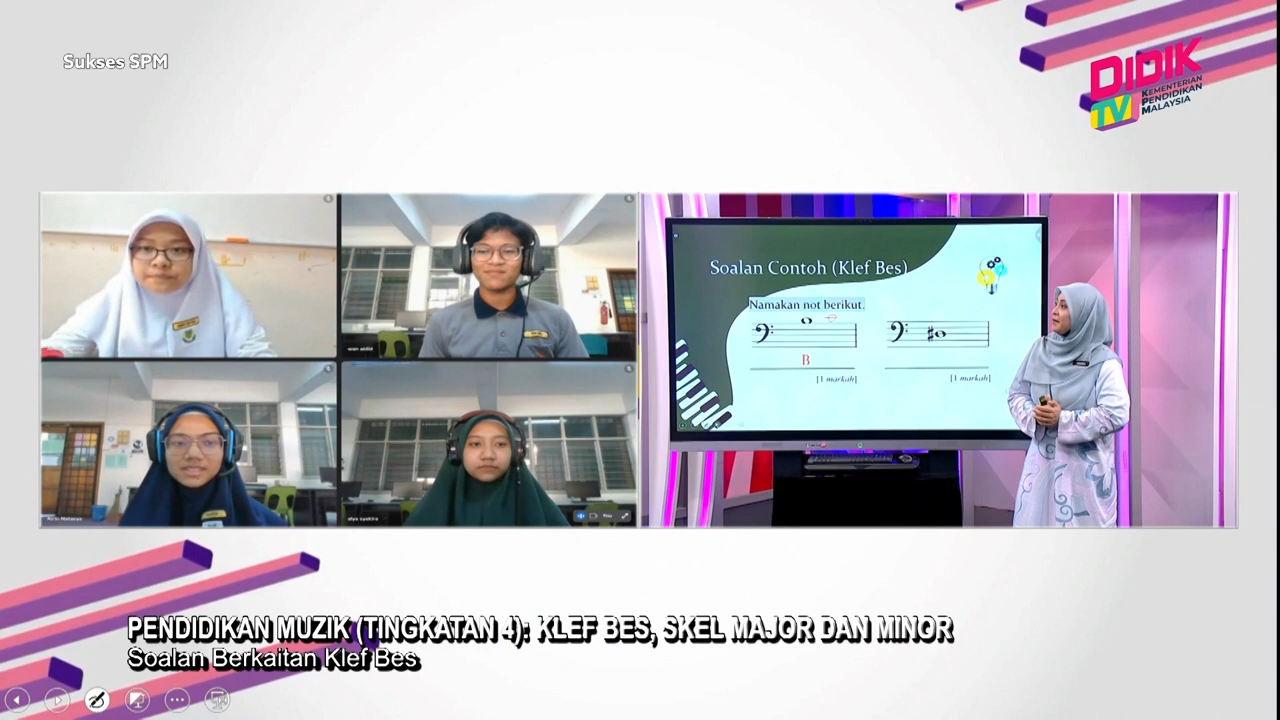 Sukses SPM
DIDIK
TV
KEMENTERIAN
PENDIDIKAN
MALAYSIA
Soalan Contoh (Klef Bes)
Namakan not berikut.
B
[1 markah]
[1 markah]
You
PENDIDIKAN MUZIK (TINGKATAN 4): KLEF BES, SKEL MAJOR DAN MINOR
Soalan Berkaitan Klef Bes